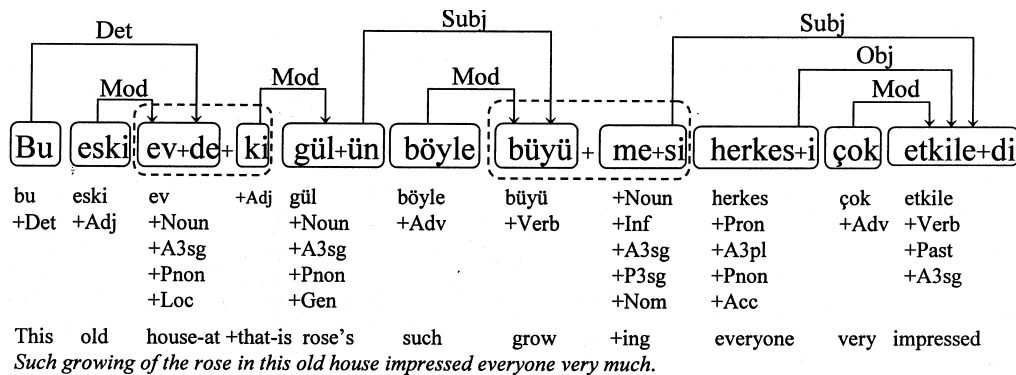 Det Subj Subj
Obj
Mod Mod Mod Mod
Bu eski ev+de+ki gül+ün böyle büyü + me+si herkes+i çok etkile+di
bu eski ev +Adj gül böyle büyü +Noun herkes çok etkile
+Det +Adj +Noun +Noun +Adv +Verb +Inf +Pron +Adv +Verb
+A3sg +A3sg +A3sg +A3pl +Past
+Pnon +Pnon +P3sg +Pnon +A3sg
+Loc +Gen +Nom +Acc
This old house-at +that-is rose's such grow +ing everyone very impressed
Such growing of the rose in this old house impressed everyone very much.